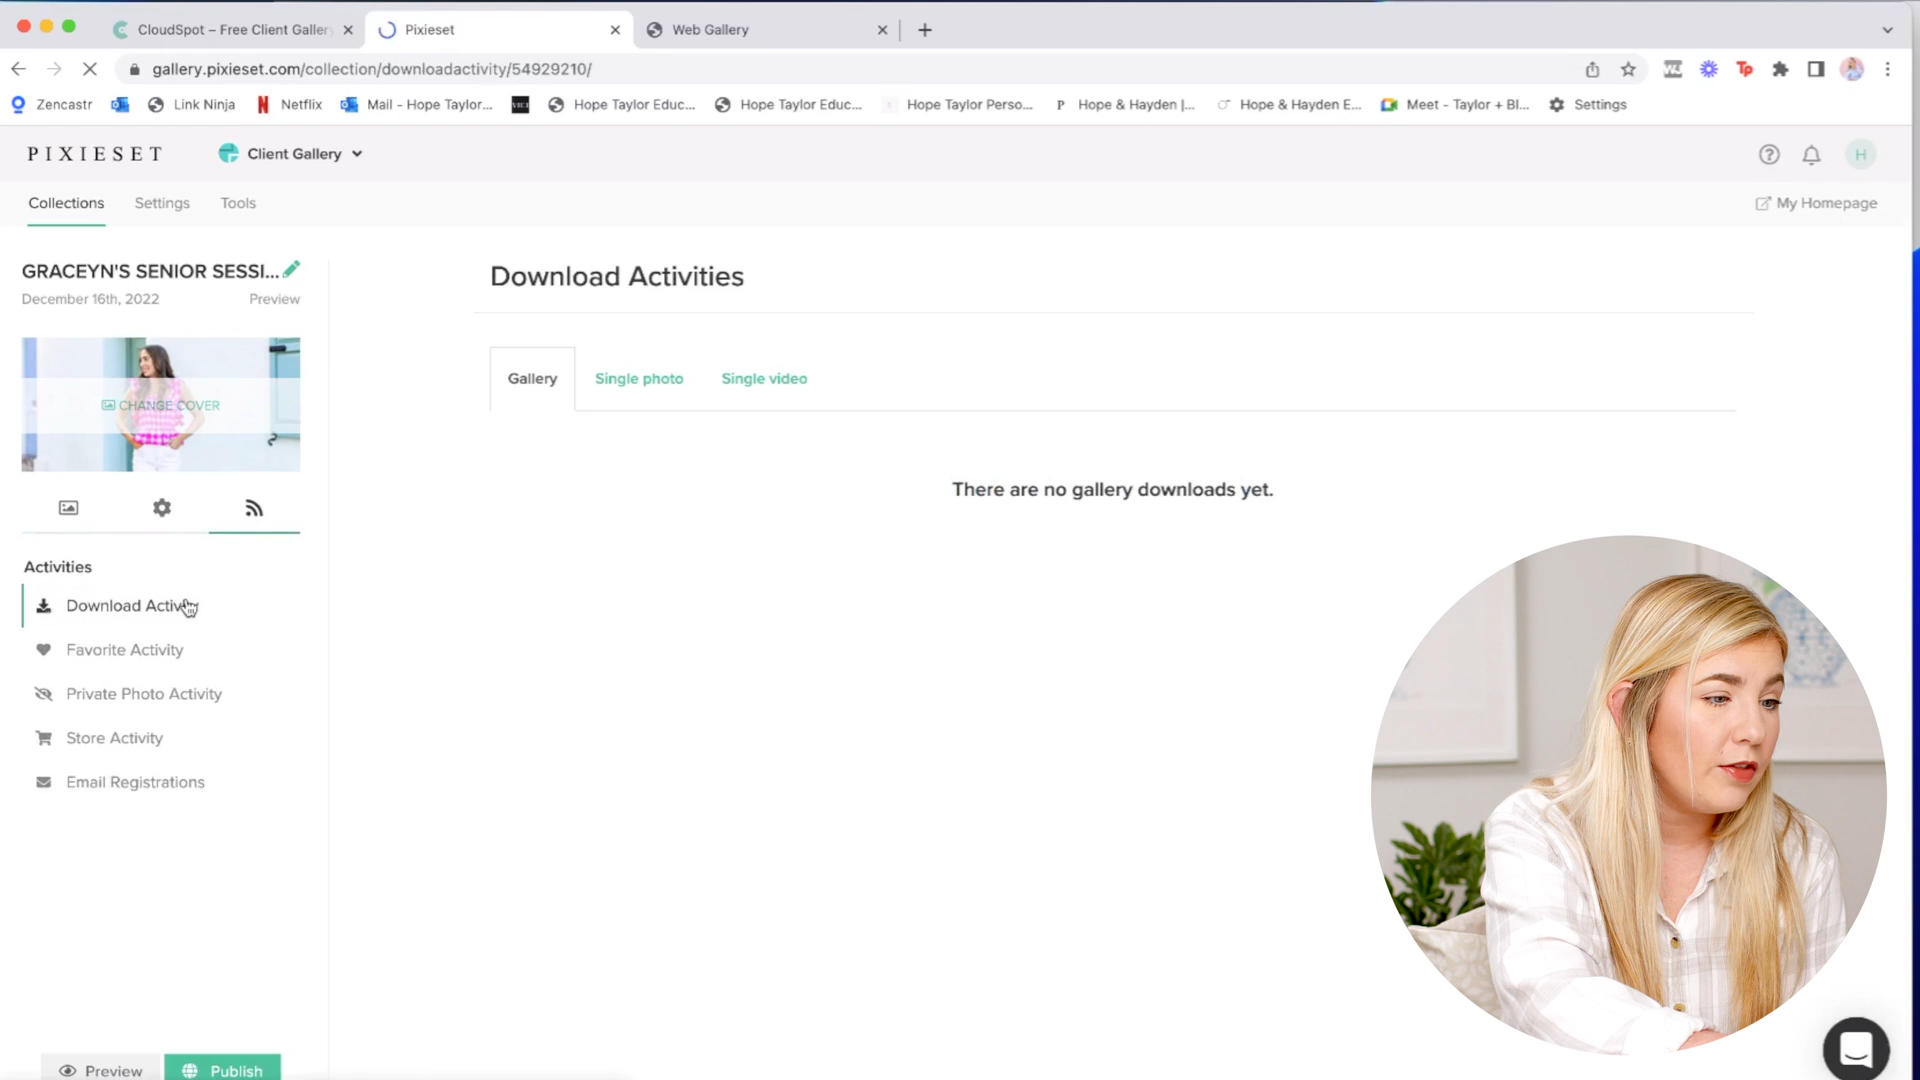 CloudSpot – Free Client Galler
Pixieset
Web Gallery
gallery.pixieset.com/collection/downloadactivity/54929210/
Zencastr
Link Ninja
Netflix
Mail - Hope Taylor...
Hope Taylor Educ...
Hope Taylor Educ...
Hope Taylor Perso...
P Hope & Hayden |...
Hope & Hayden E...
Meet - Taylor + Bl...
Settings
PIXIESET
Client Gallery
H
Collections
Settings
Tools
My Homepage
GRACEYN'S SENIOR SESSI...
December 16th, 2022
Preview
CHANGE COVER
Activities
Download Activ
Favorite Activity
Private Photo Activity
Store Activity
Email Registrations
Download Activities
Gallery
Single photo
Single video
There are no gallery downloads yet.
Preview
Publish